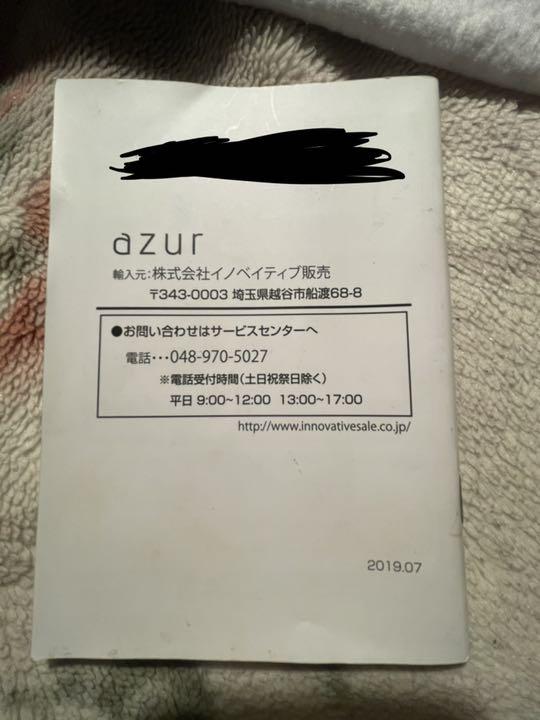 azur
輸入元:株式会社イノベイティブ販売
〒343-0003 埼玉県越谷市船渡68-8
●お問い合わせはサービスセンターへ
電話･･･048-970-5027
※電話受付時間(土日祝祭日除く)
平日 9:00~12:00 13:00~17:00
http://www.innovativesale.co.jp/
2019.07